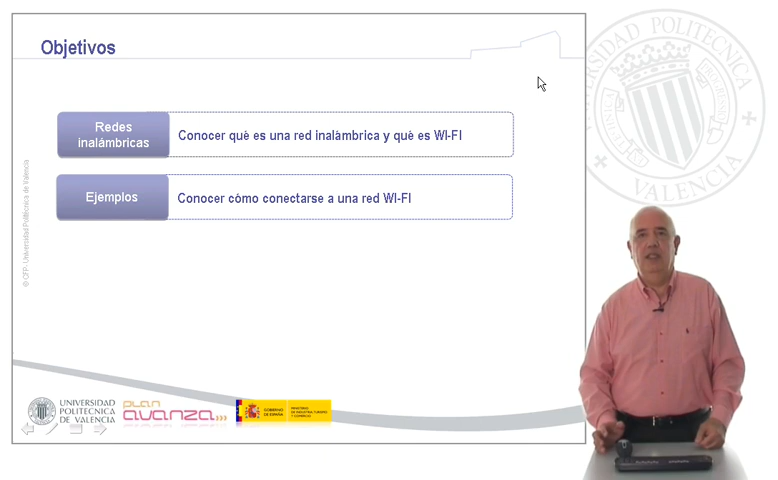 Objetivos
Redes
inalámbricas
Conocer qué es una red inalámbrica y qué es WI-FI
Ejemplos
Conocer cómo conectarse a una red WI-FI
© CFP. Universidad Politécnica de Valencia
UNIVERSIDAD
POLITECNICA
DE VALENCIA
PLAN
avanza
GOBIERNO
DE ESPAÑA
MINISTERIO
DE INDUSTRIA, TURISMO
Y COMERCIO
UNIVERSIDAD POLITECNICA
VALENCIA